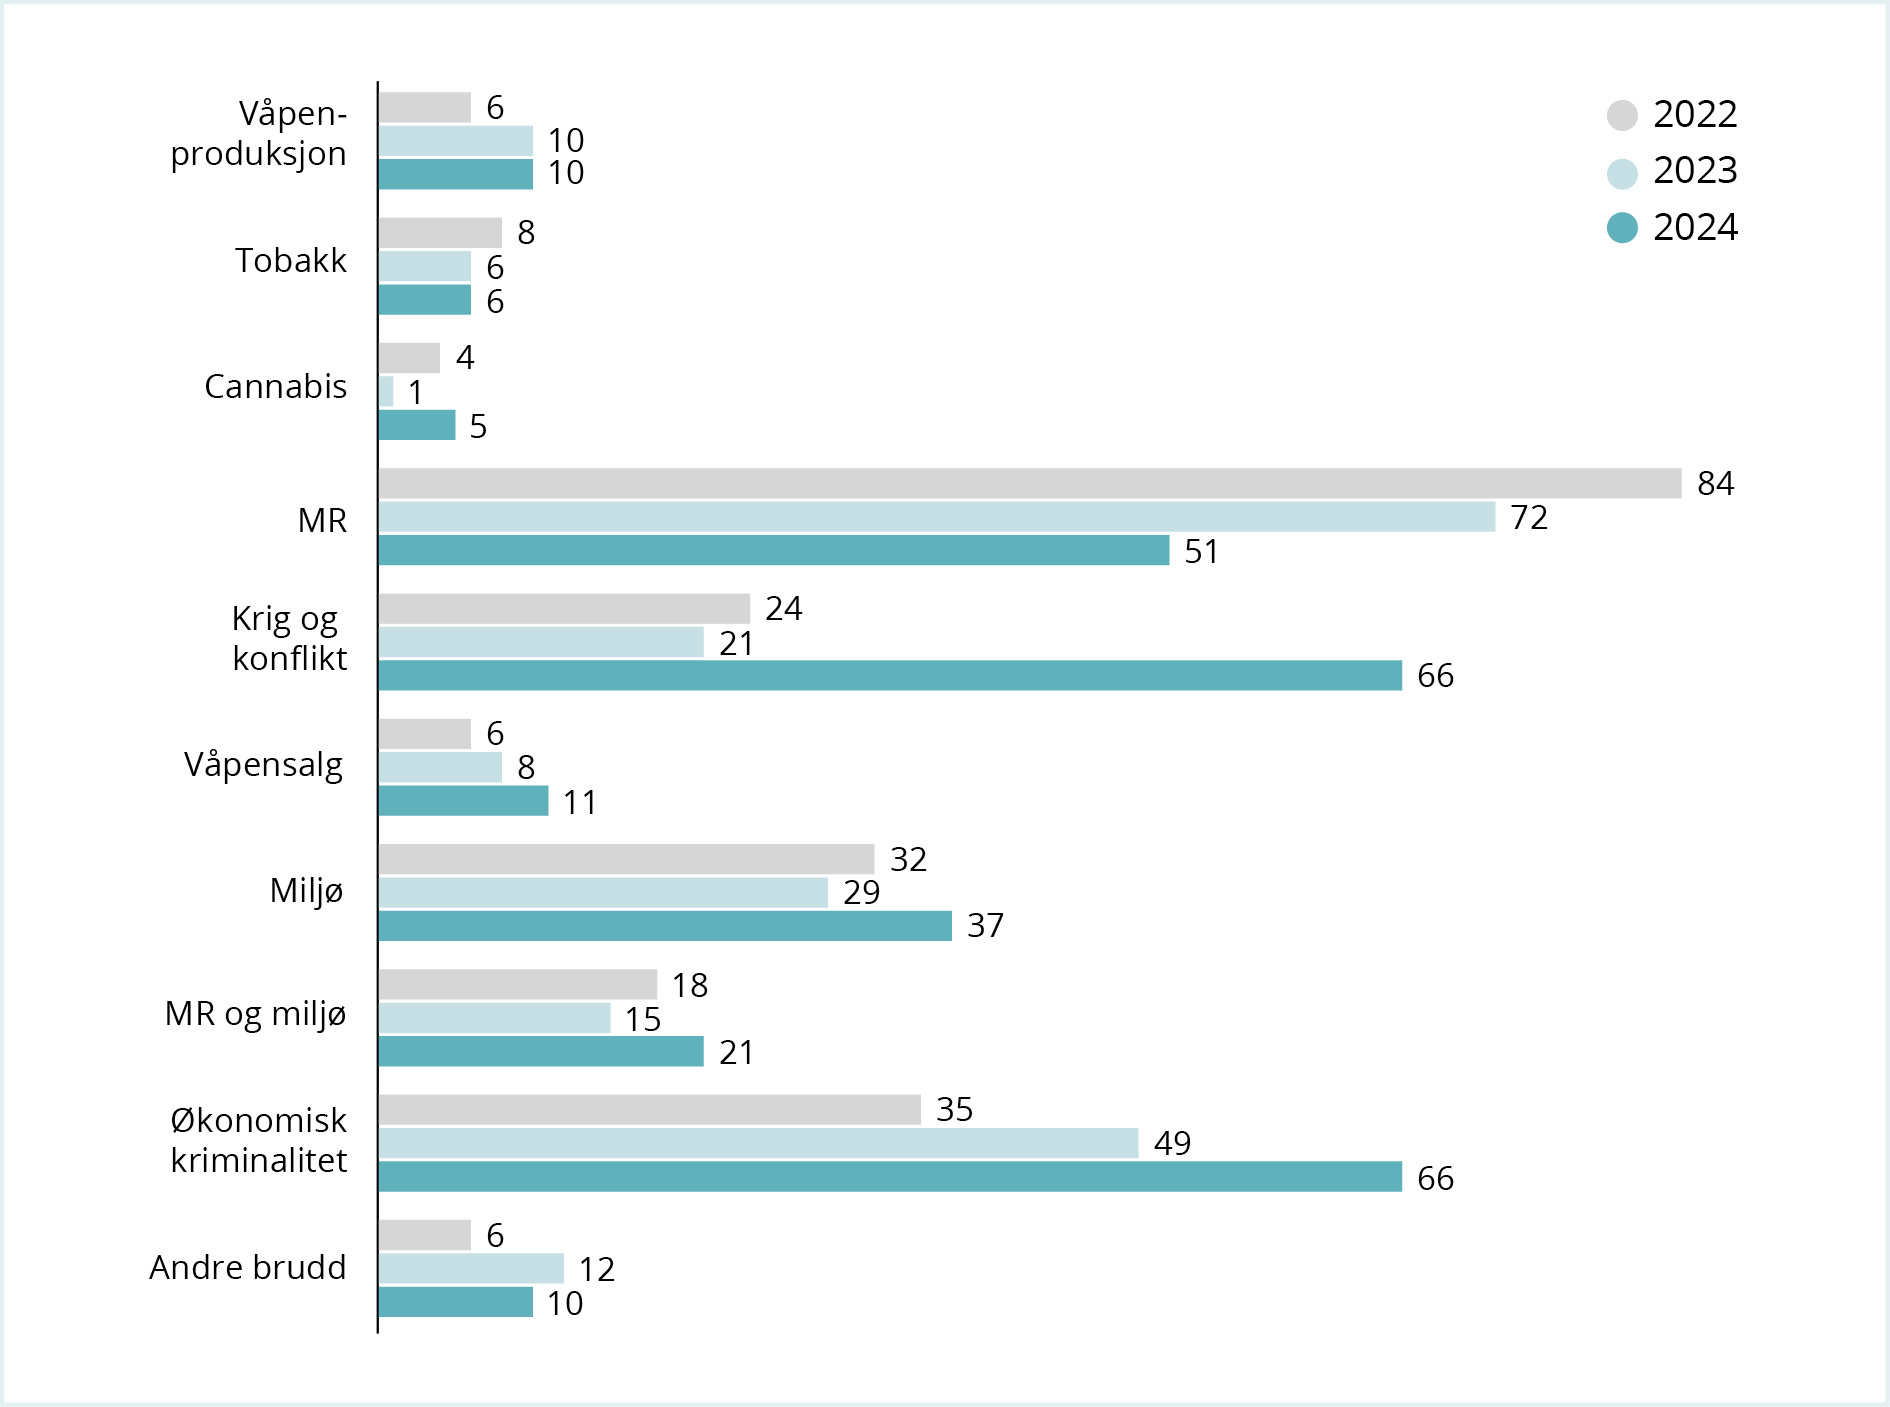 Våpen-
produksjon
6
10
10
Tobakk
8
6
6
Cannabis
4
1
5
MR
84
72
51
Krig og
konflikt
24
21
66
Våpensalg
6
8
11
Miljø
32
29
37
MR og miljø
18
15
21
Økonomisk
kriminalitet
35
49
66
Andre brudd
6
12
10
2022
2023
2024